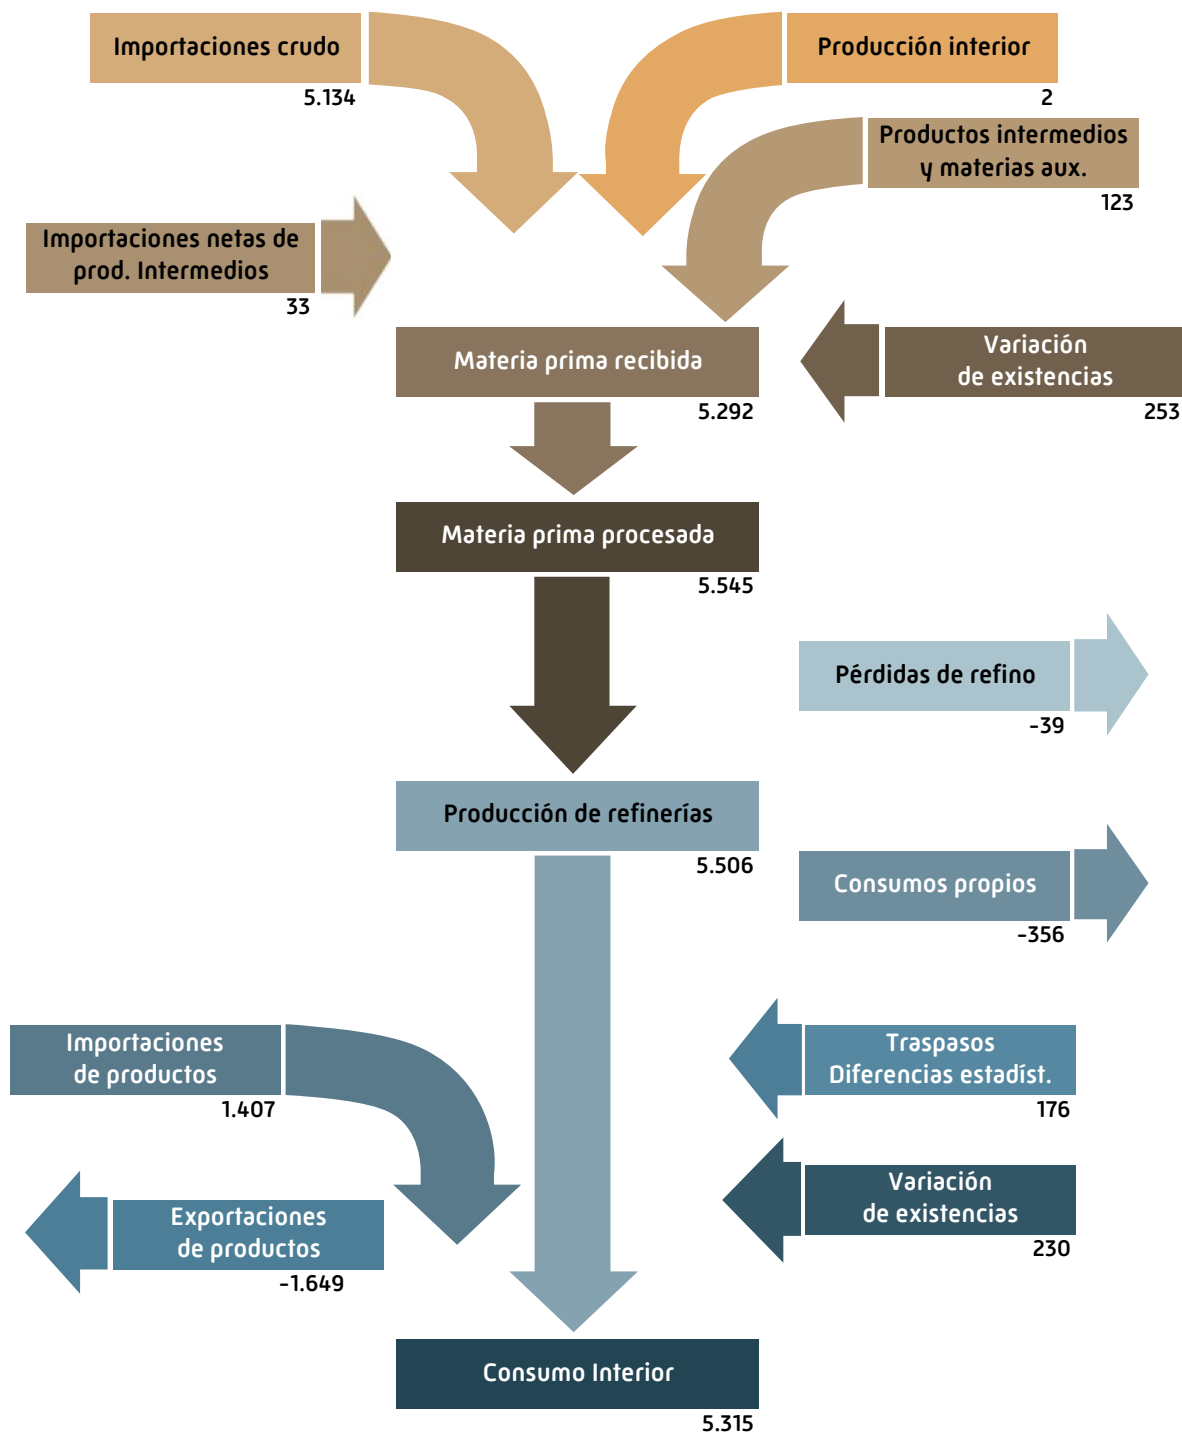 Importaciones crudo
5.134
Producción interior
2
Productos intermedios
y materias aux.
123
Importaciones netas de
prod. Intermedios
33
Materia prima recibida
5.292
Variación
de existencias
253
Materia prima procesada
5.545
Pérdidas de refino
-39
Producción de refinerías
5.506
Consumos propios
-356
Importaciones
de productos
1.407
Traspasos
Diferencias estadíst.
176
Exportaciones
de productos
-1.649
Variación
de existencias
230
Consumo Interior
5.315